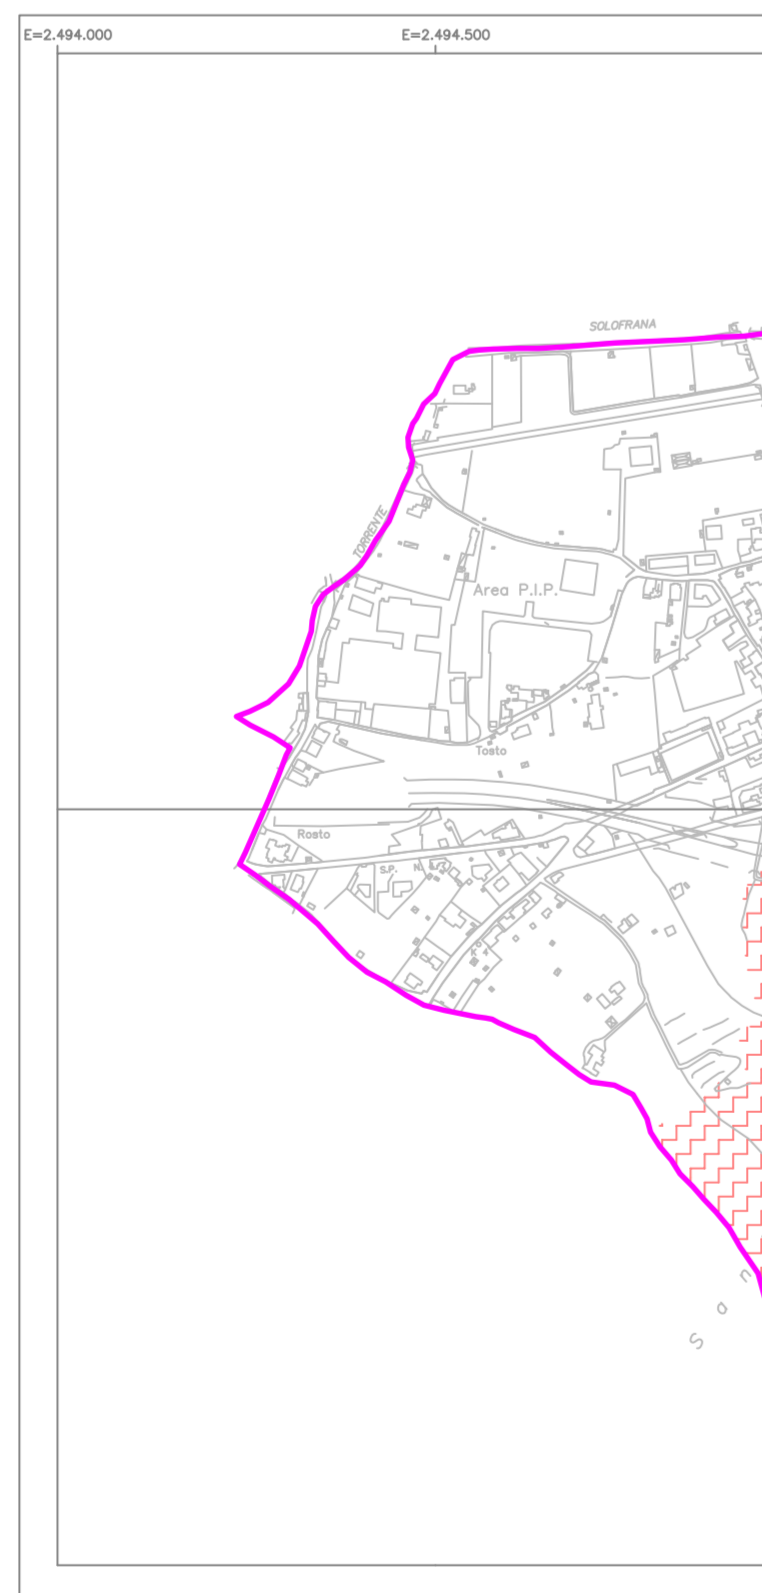 E=2.494.000
E=2.494.500
SOLOFRANA
TORRENTE
Area P.I.P.
Tosto
Rosto
S.P.
N.
K
S a n